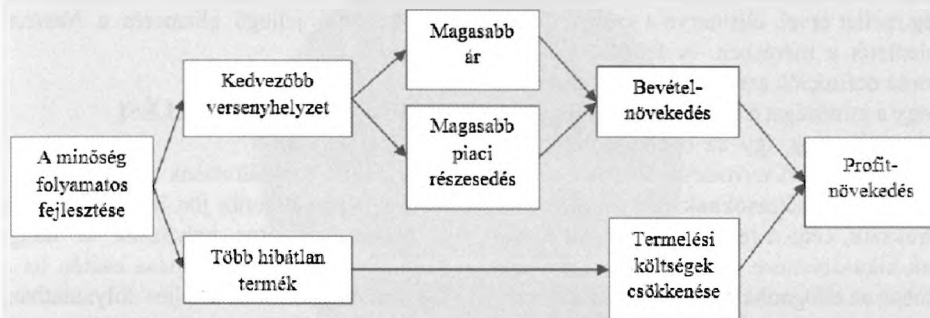 Magasabb
ár
Kedvezőbb
versenyhelyzet
Bevétel-
növekedés
A minőség
folyamatos
fejlesztése
Magasabb
piaci
részesedés
Profit-
növekedés
Több hibátlan
termék
Termelési
költségek
csökkenése